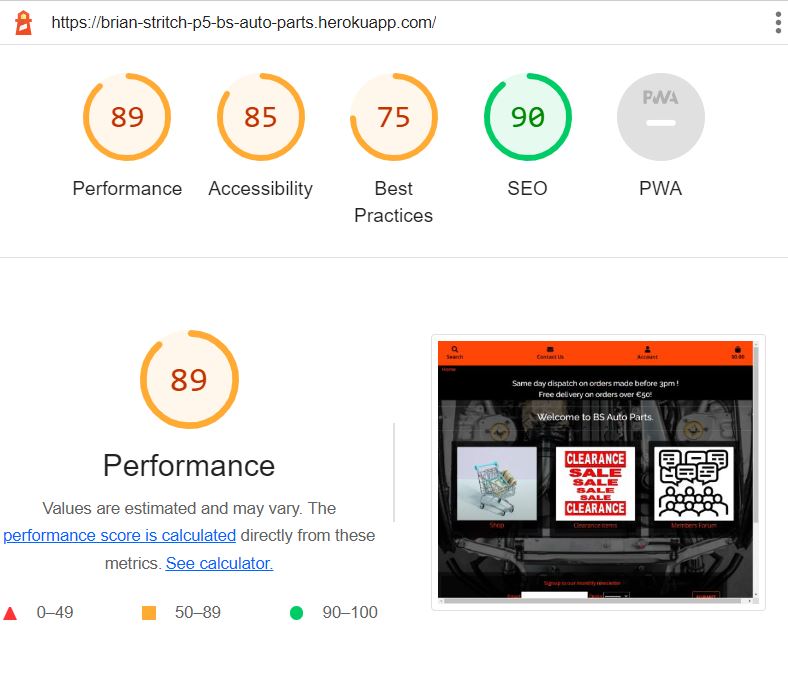 https://brian-stritch-p5-bs-auto-parts.herokuapp.com/
89
85
75
90
PWA
Performance
Accessibility
Best
Practices
SEO
PWA
89
Performance
Values are estimated and may vary. The
performance score is calculated directly from these
metrics. See calculator.
0–49
50–89
90–100
Search
Contact Us
Account
$0.00
Home
Same day dispatch on orders made before 3pm !
Free delivery on orders over €50!
Welcome to BS Auto Parts.
CLEARANCE
SALE
SALE
SALE
SALE
CLEARANCE
Shop
Clearance items
Members Forum
Signup to our monthly newsletter